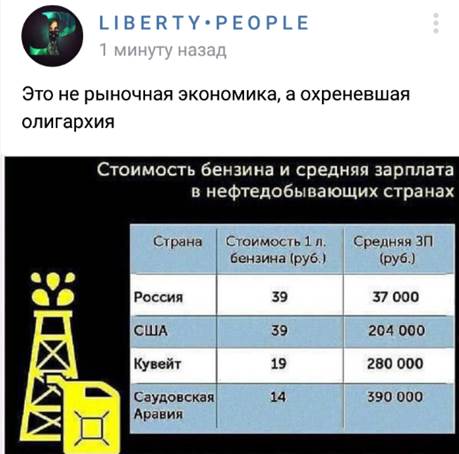 LIBERTY•PEOPLE
1 минуту назад
Это не рыночная экономика, а охреневшая
олигархия
Стоимость бензина и средняя зарплата
в нефтедобывающих странах
Страна Стоимость 1 л. Средняя ЗП
бензина (руб.) (руб.)
Россия 39 37 000
США 39 204 000
Кувейт 19 280 000
Саудовская 14 390 000
Аравия